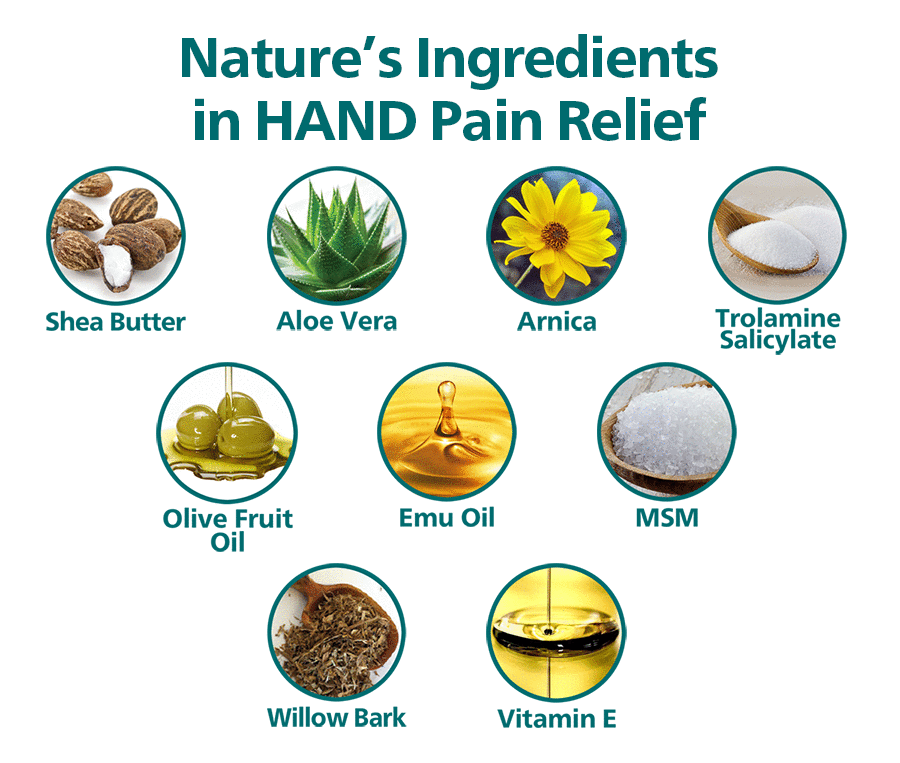 Nature’s Ingredients
in HAND Pain Relief
Shea Butter
Aloe Vera
Arnica
Trolamine
Salicylate
Olive Fruit
Oil
Emu Oil
MSM
Willow Bark
Vitamin E